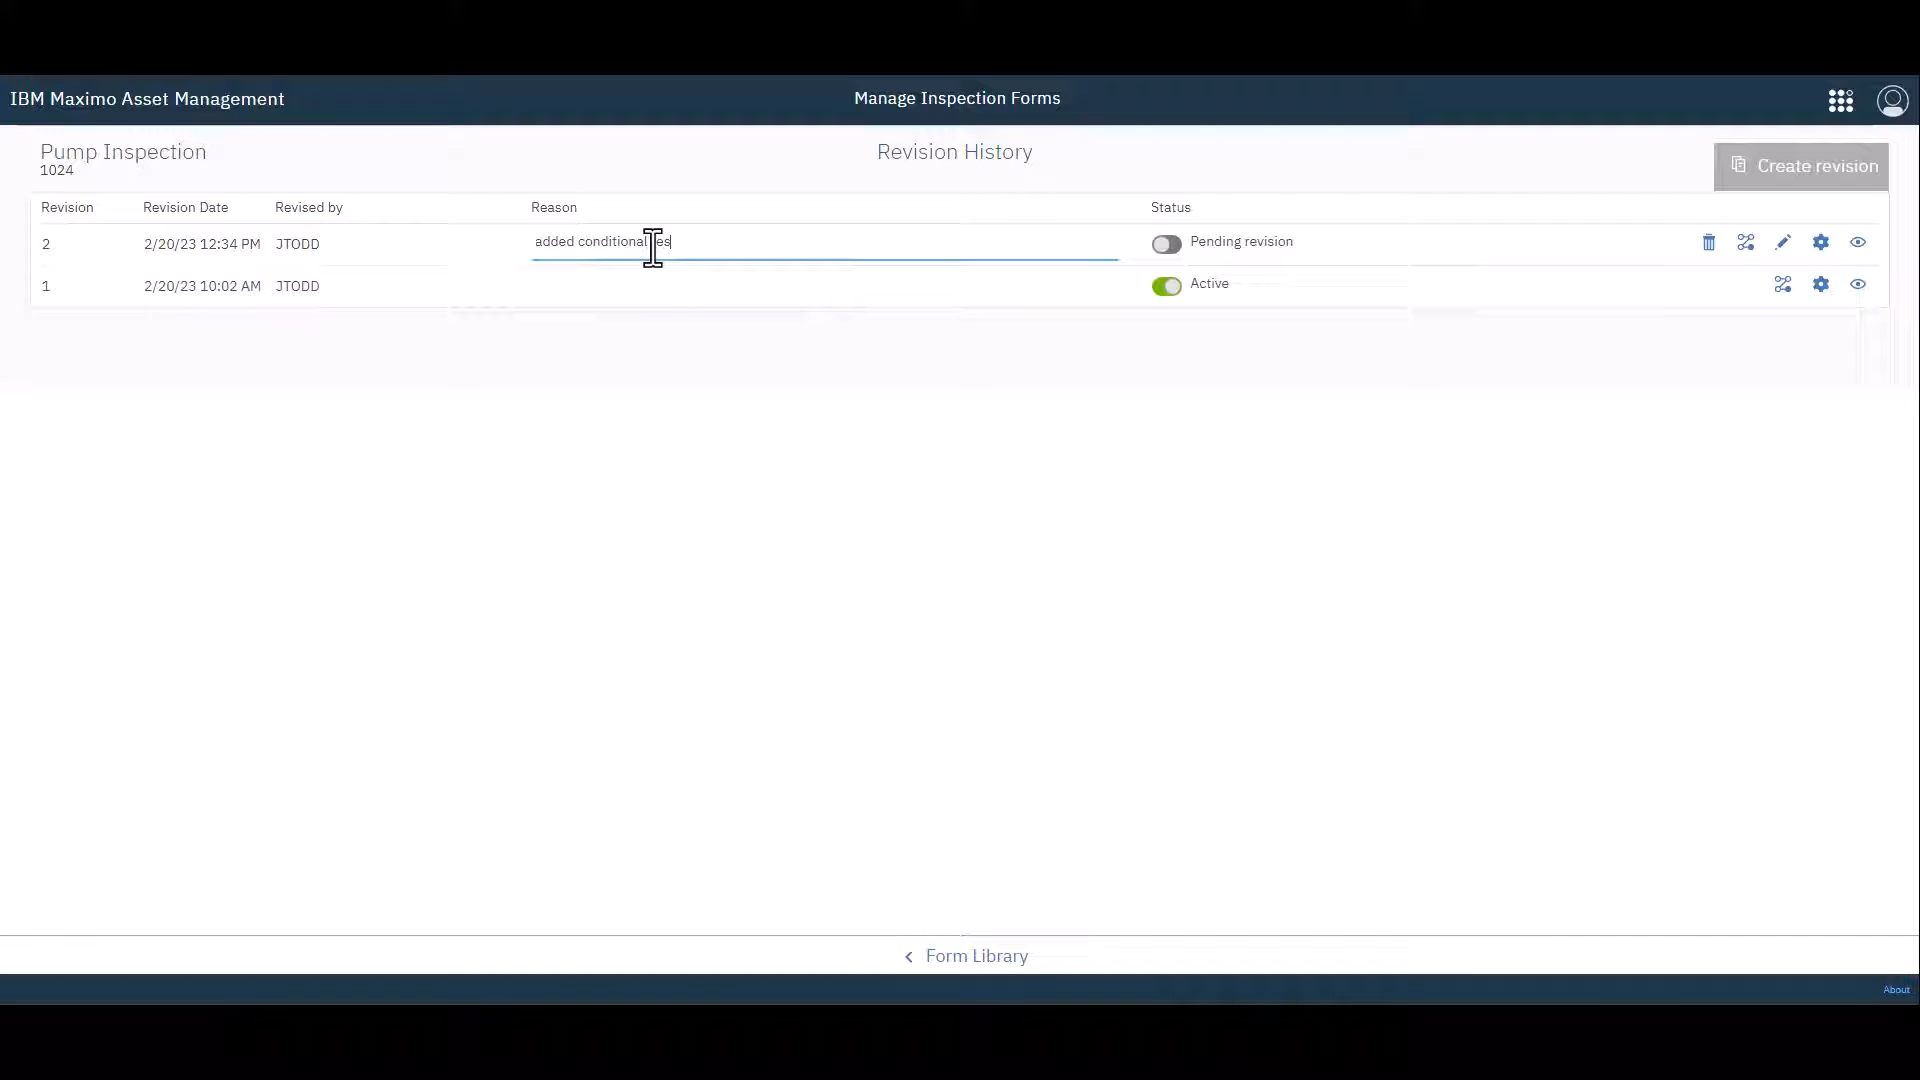 IBM Maximo Asset Management
Manage Inspection Forms
Pump Inspection
1024
Revision History
Create revision
Revision Revision Date Revised by Reason Status
2 2/20/23 12:34 PM JTODD added conditional Pending revision
1 2/20/23 10:02 AM JTODD Active
Form Library
About